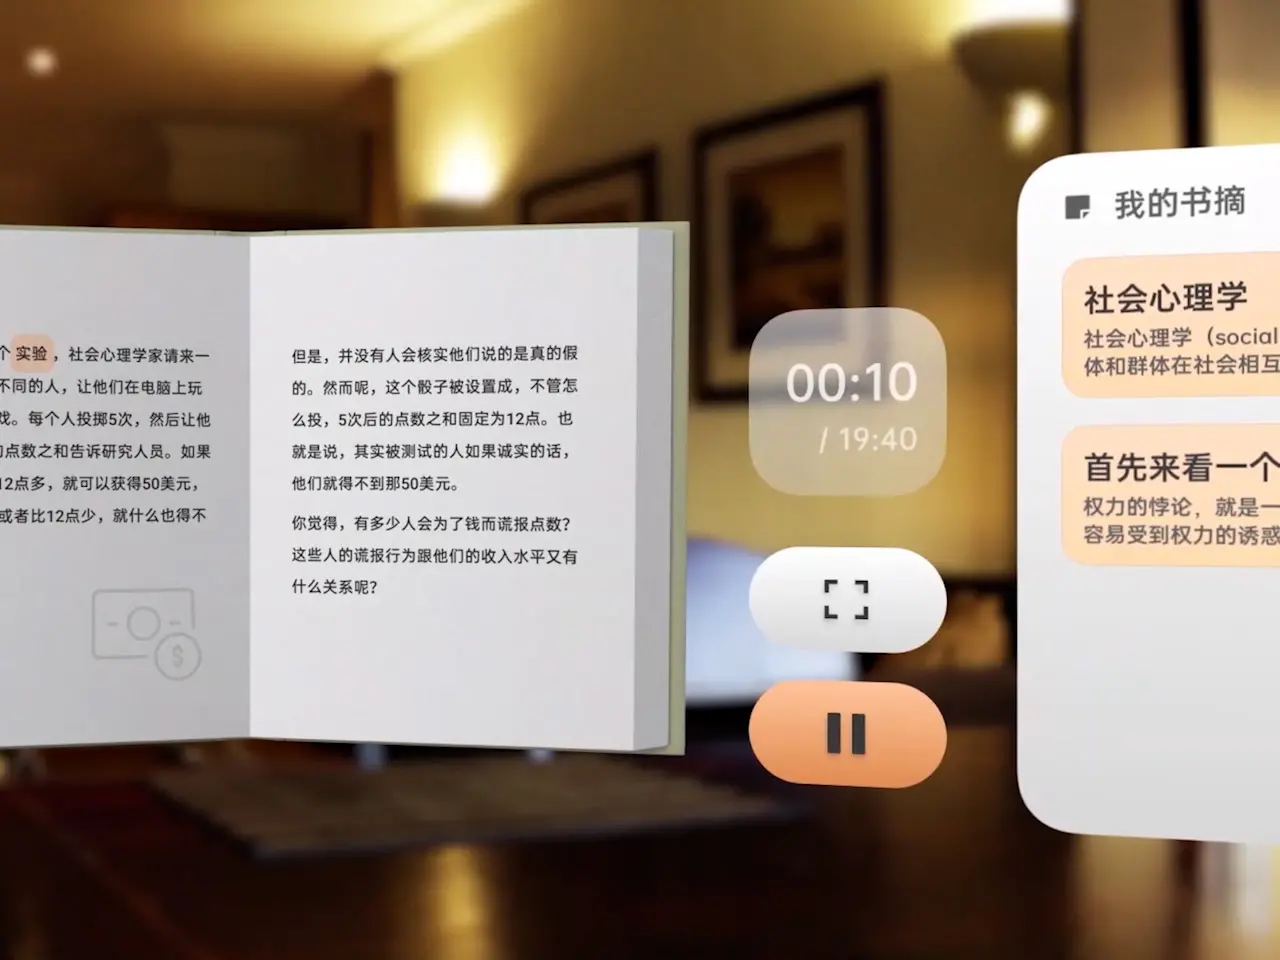 个实验，社会心理学家请来一
不同的人，让他们在电脑上玩
戏。每个人投掷5次，然后让他
的点数之和告诉研究人员。如果
12点多，就可以获得50美元，
或者比12点少，就什么也得不
$
但是，并没有人会核实他们说的是真的假
的。然而呢，这个骰子被设置成，不管怎
么投，5次后的点数之和固定为12点。也
就是说，其实被测试的人如果诚实的话，
他们就得不到那50美元。
你觉得，有多少人会为了钱而谎报点数？
这些人的谎报行为跟他们的收入水平又有
什么关系呢？
00:10
/ 19:40
我的书摘
社会心理学
社会心理学（social
体和群体在社会相互
首先来看一个
权力的悖论，就是一
容易受到权力的诱惑